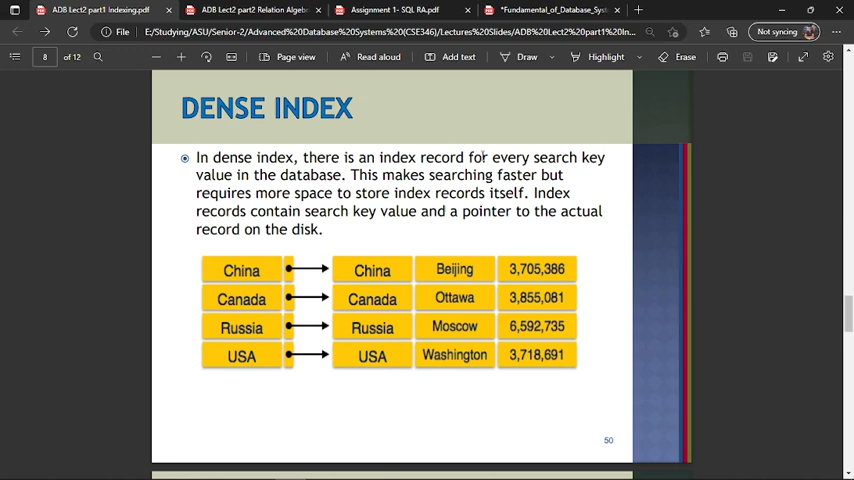 ADB Lect2 part1 Indexing.pdf
ADB Lect2 part2 Relation Algebr
Assignment 1- SQL RA.pdf
*Fundamental_of_Database_Syste
File
E:/Studying/ASU/Senior-2/Advanced%20Database%20Systems%20(CSE346)/Lectures%20Slides/ADB%20Lect2%20part1%20In...
Not syncing
8 of 12
Page view
Read aloud
Add text
Draw
Highlight
Erase
DENSE INDEX
In dense index, there is an index record for every search key
value in the database. This makes searching faster but
requires more space to store index records itself. Index
records contain search key value and a pointer to the actual
record on the disk.
China China Beijing 3,705,386
Canada Canada Ottawa 3,855,081
Russia Russia Moscow 6,592,735
USA USA Washington 3,718,691
50